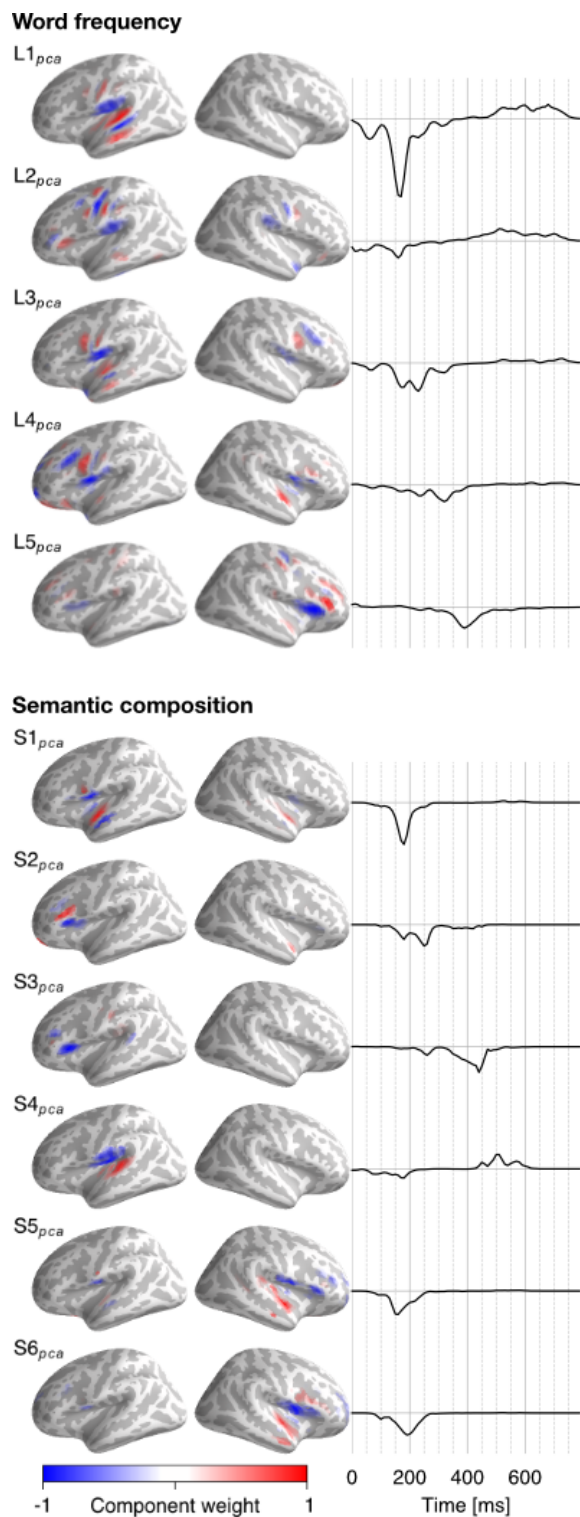 Word frequency
L1pca
L2pca
L3pca
L4pca
L5pca
Semantic composition
S1pca
S2pca
S3pca
S4pca
S5pca
S6pca
0 200 400 600
-1 Component weight 1
Time [ms]